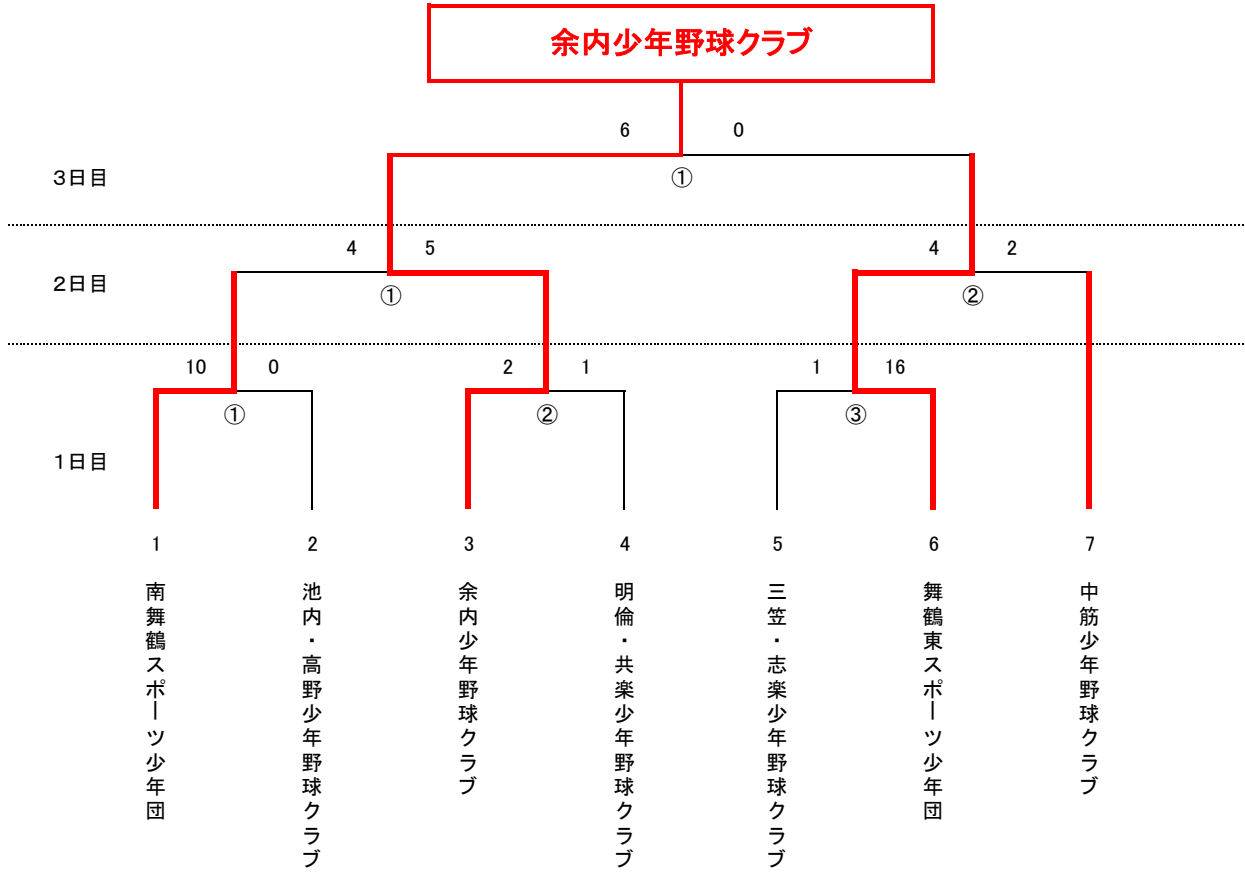 余内少年野球クラブ
6 0
①
3日目
4 5 4 2
① ②
2日目
10 0 2 1 1 16
① ② ③
1日目
1 2 3 4 5 6 7
南舞鶴スポーツ少年団
池内・高野少年野球クラブ
余内少年野球クラブ
明倫・共楽少年野球クラブ
三笠・志楽少年野球クラブ
舞鶴東スポーツ少年団
中筋少年野球クラブ